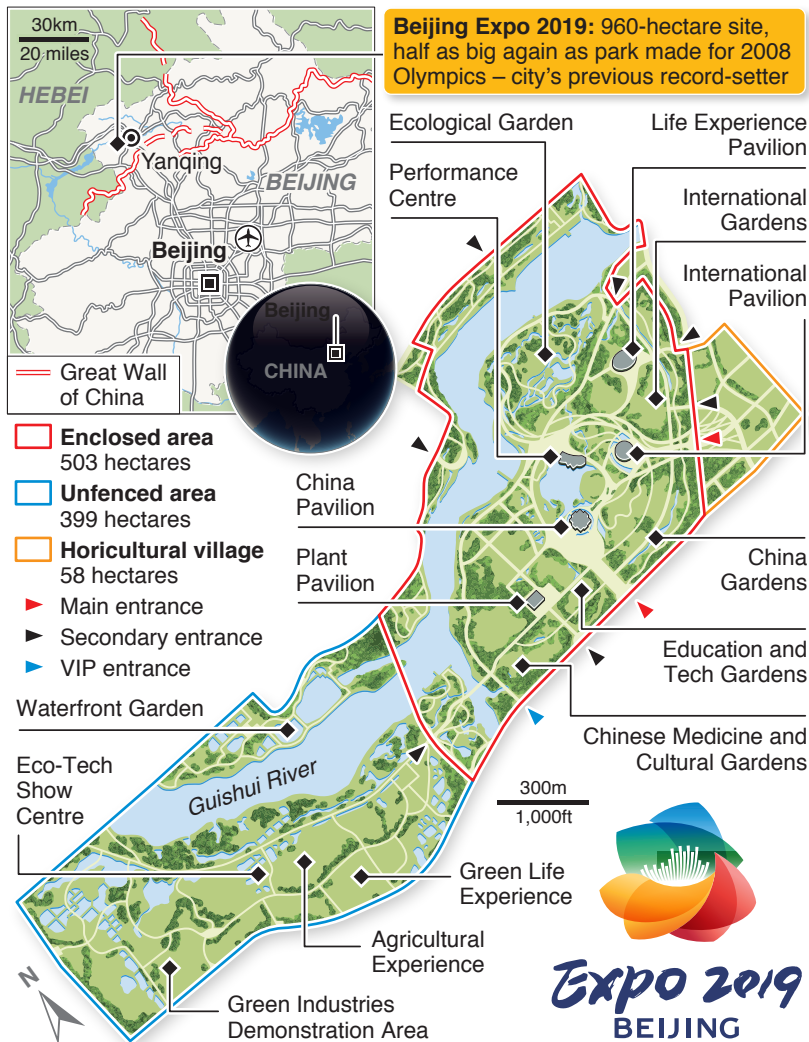 30km
20 miles
HEBEI
Yanqing
BEIJING
Beijing
Beijing
CHINA
Great Wall
of China
Beijing Expo 2019: 960-hectare site,
half as big again as park made for 2008
Olympics – city's previous record-setter
Ecological Garden
Performance
Centre
Life Experience
Pavilion
International
Gardens
International
Pavilion
Enclosed area
503 hectares
Unfenced area
399 hectares
Horicultural village
58 hectares
Main entrance
Secondary entrance
VIP entrance
China
Pavilion
Plant
Pavilion
China
Gardens
Education and
Tech Gardens
Chinese Medicine and
Cultural Gardens
Waterfront Garden
Eco-Tech
Show
Centre
Guishui River
300m
1,000ft
Green Life
Experience
Agricultural
Experience
Green Industries
Demonstration Area
N
EXPO 2019
BEIJING